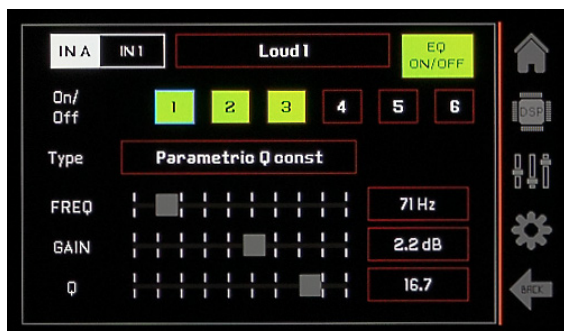 IN A IN 1 Loud 1 EQ
ON/OFF
On/
Off 1 2 3 4 5 6
DSP
Type Parametric Q const
FREQ 71 Hz
GAIN 2.2 dB
Q 16.7
BACK